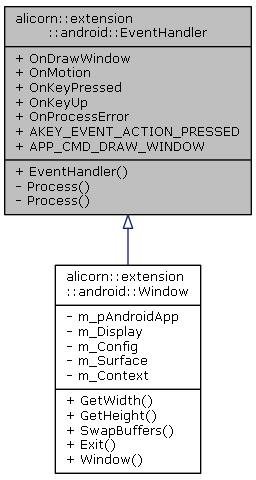 alicorn::extension
::android::EventHandler
+ OnDrawWindow
+ OnMotion
+ OnKeyPressed
+ OnKeyUp
+ OnProcessError
+ AKEY_EVENT_ACTION_PRESSED
+ APP_CMD_DRAW_WINDOW
+ EventHandler()
- Process()
- Process()
alicorn::extension
::android::Window
- m_pAndroidApp
- m_Display
- m_Config
- m_Surface
- m_Context
+ GetWidth()
+ GetHeight()
+ SwapBuffers()
+ Exit()
+ Window()